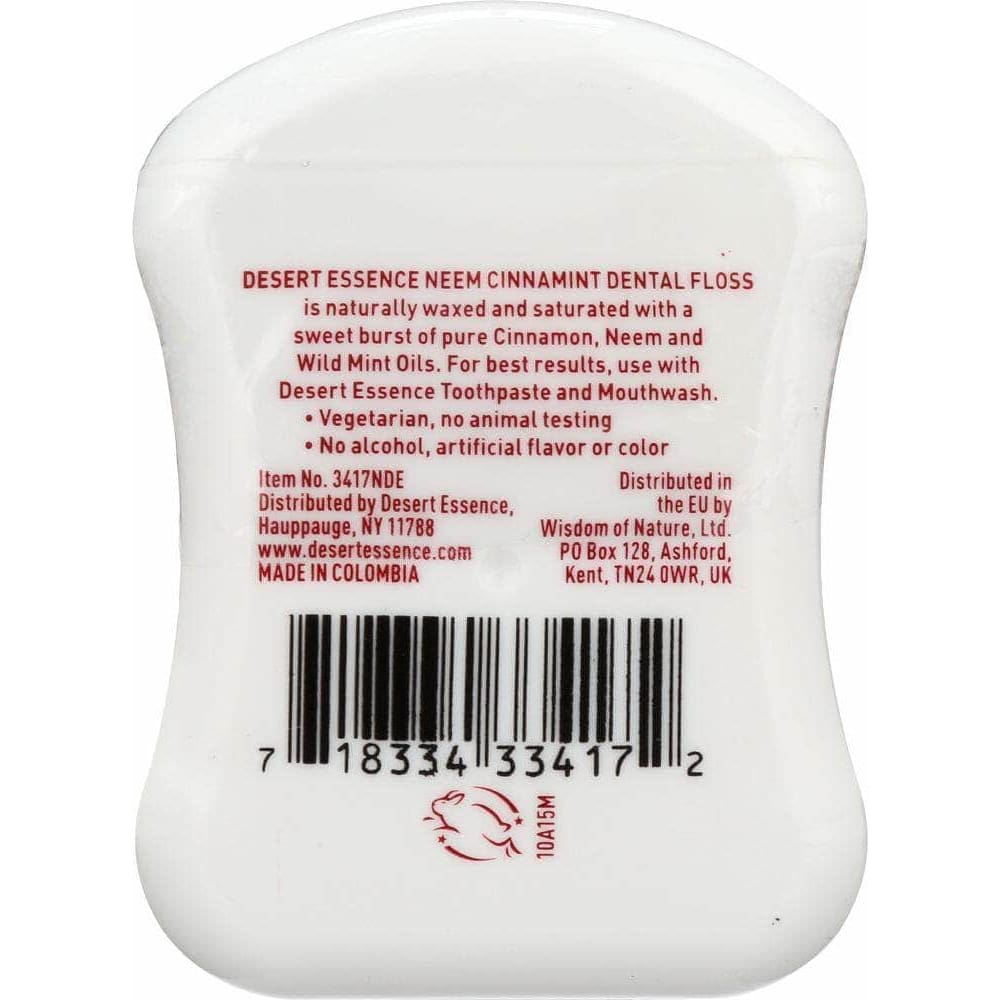 DESERT ESSENCE NEEM CINNAMINT DENTAL FLOSS
is naturally waxed and saturated with a
sweet burst of pure Cinnamon, Neem and
Wild Mint Oils. For best results, use with
Desert Essence Toothpaste and Mouthwash.
• Vegetarian, no animal testing
• No alcohol, artificial flavor or color
Item No. 3417NDE
Distributed by Desert Essence,
Hauppauge, NY 11788
www.desertessence.com
MADE IN COLOMBIA
Distributed in
the EU by
Wisdom of Nature, Ltd.
PO Box 128, Ashford,
Kent, TN24 0WR, UK
7 18334 33417 2
10A15M